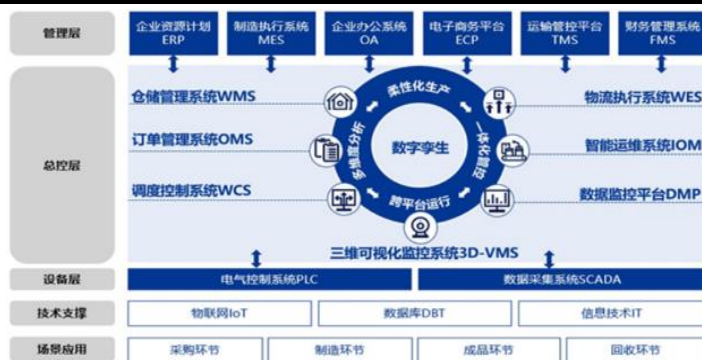 管理层
企业资源计划
ERP
制造执行系统
MES
企业办公系统
OA
电子商务平台
ECP
运输管控平台
TMS
财务管理系统
FMS
总控层
仓储管理系统WMS
订单管理系统OMS
调度控制系统WCS
柔性化生产
一体化管控
跨平台运行
多维度分析
数字孪生
物流执行系统WES
智能运维系统IOM
数据监控平台DMP
三维可视化监控系统3D-VMS
设备层
电气控制系统PLC
数据采集系统SCADA
技术支撑
物联网IoT
数据库DBT
信息技术IT
场景应用
采购环节
制造环节
成品环节
回收环节